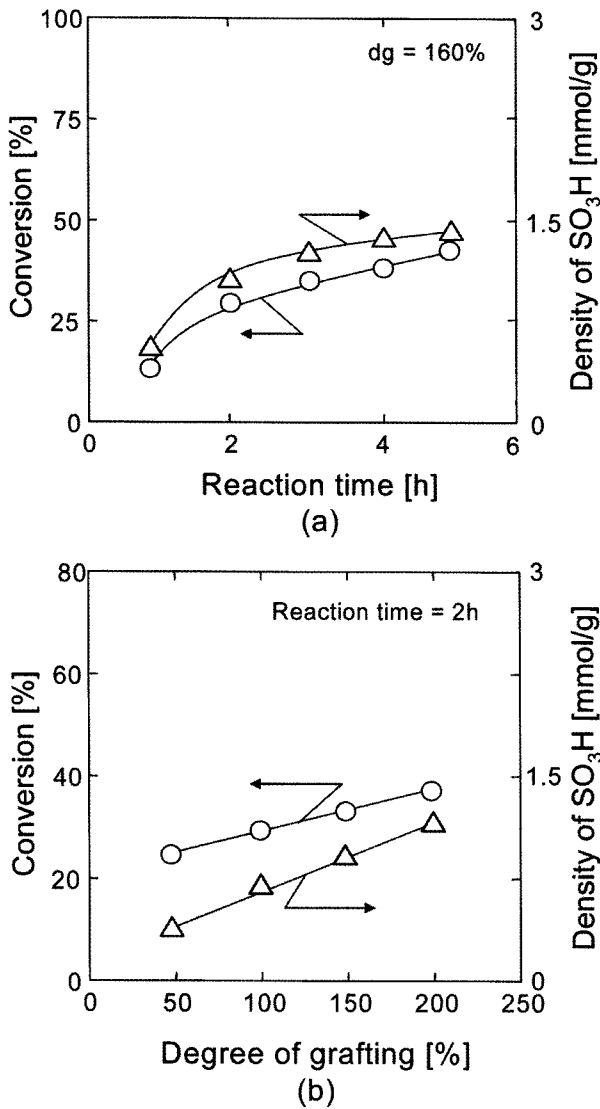 100
75
50
25
0
Conversion [%]
dg = 160%
3
1.5
0
Density of SO3H [mmol/g]
0 2 4 6
Reaction time [h]
(a)
80
60
40
20
0
Conversion [%]
Reaction time = 2h
3
1.5
0
Density of SO3H [mmol/g]
0 50 100 150 200 250
Degree of grafting [%]
(b)